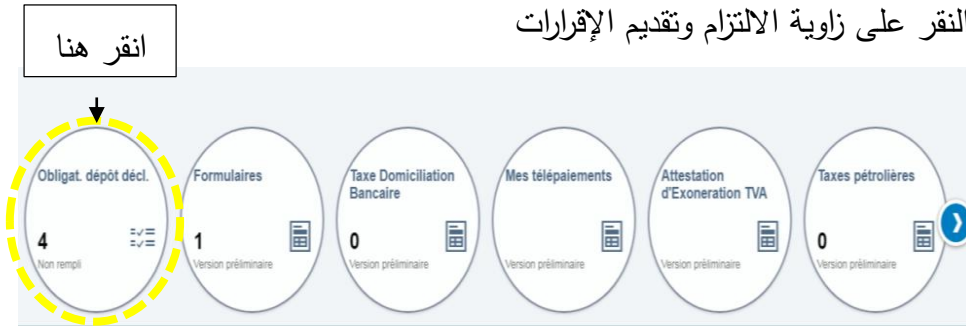 النقر على زاوية الالتزام وتقديم الإقرارات
انقر هنا
Obligat. dépôt décl.
4
Non rempli
Formulaires
1
Version préliminaire
Taxe Domiciliation
Bancaire
0
Version préliminaire
Mes télépaiements
Version préliminaire
Attestation
d'Exoneration TVA
Version préliminaire
Taxes pétrolières
0
Version préliminaire